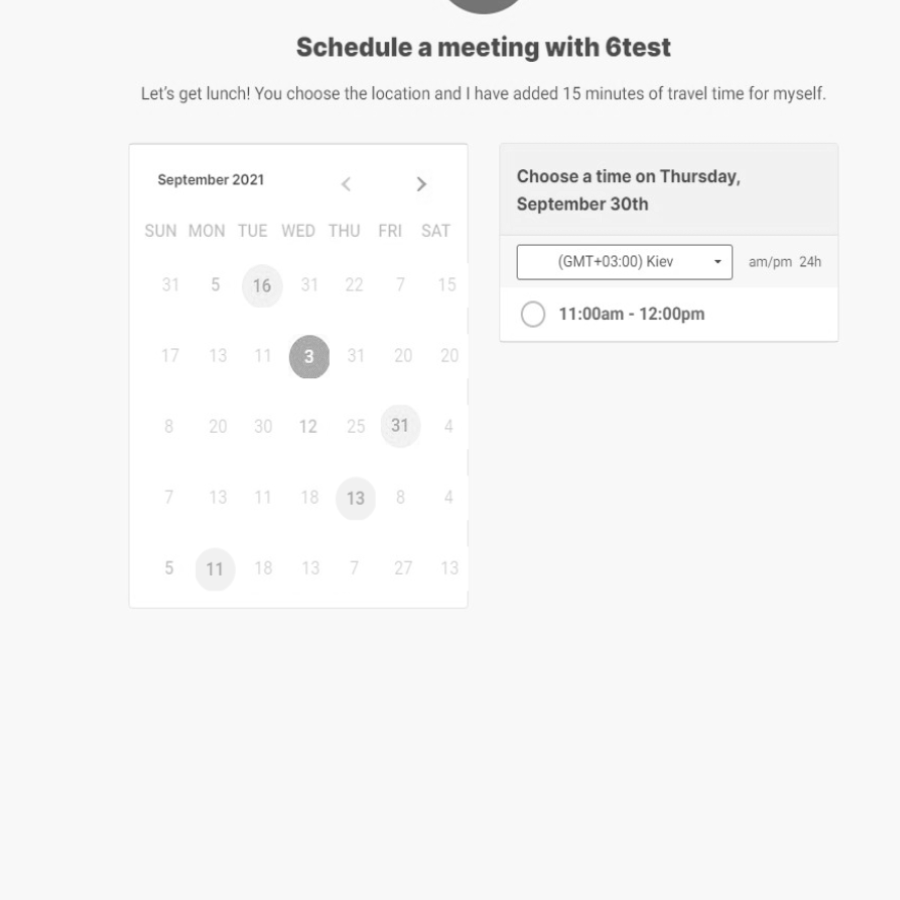 Schedule a meeting with 6test
Let's get lunch! You choose the location and I have added 15 minutes of travel time for myself.
September 2021
SUN MON TUE WED THU FRI SAT
31 5 16 31 22 7 15
17 13 11 3 31 20 20
8 20 30 12 25 31 4
7 13 11 18 13 8 4
5 11 18 13 7 27 13
Choose a time on Thursday,
September 30th
(GMT+03:00) Kiev am/pm 24h
11:00am - 12:00pm